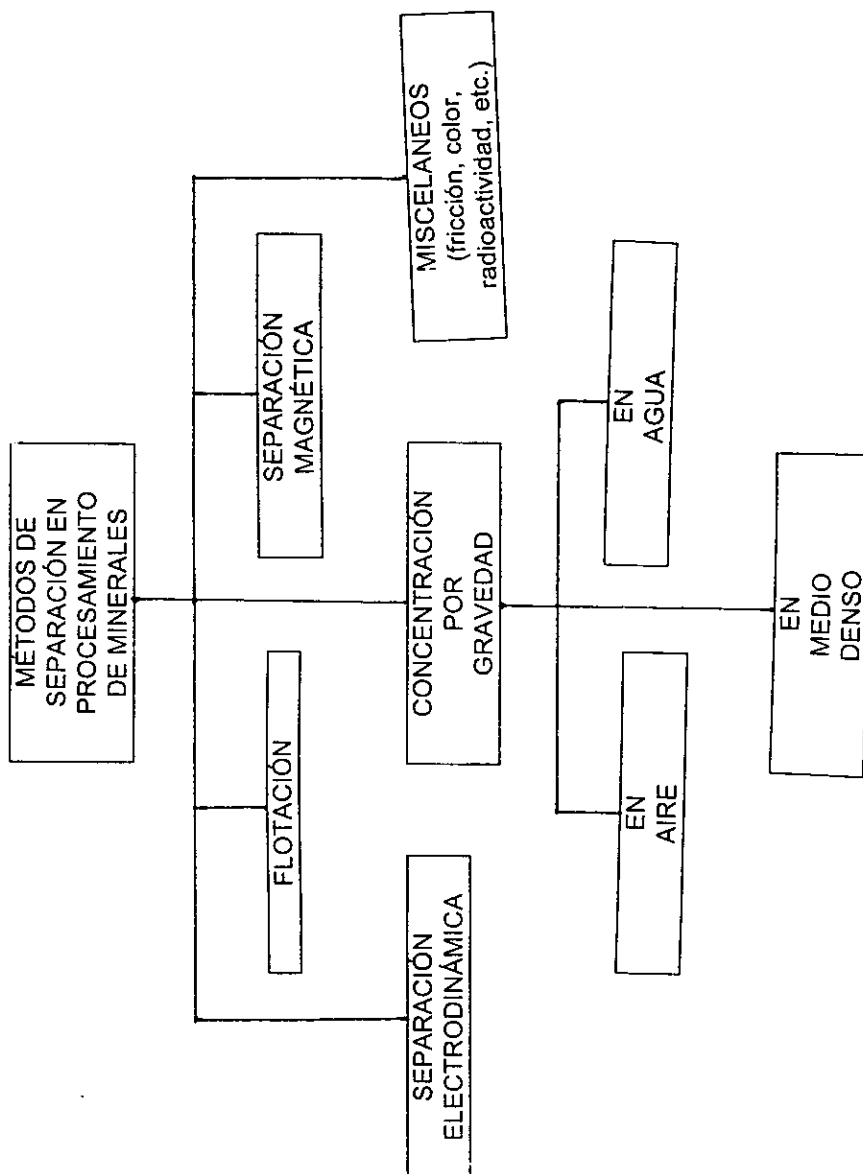 MÉTODOS DE
SEPARACIÓN EN
PROCESAMIENTO
DE MINERALES
FLOTACIÓN
SEPARACIÓN
MAGNÉTICA
SEPARACIÓN
ELECTRODINÁMICA
CONCENTRACIÓN
POR
GRAVEDAD
MISCELANEOS
(fricción, color,
radioactividad, etc.)
EN
AIRE
EN
AGUA
EN
MEDIO
DENSO